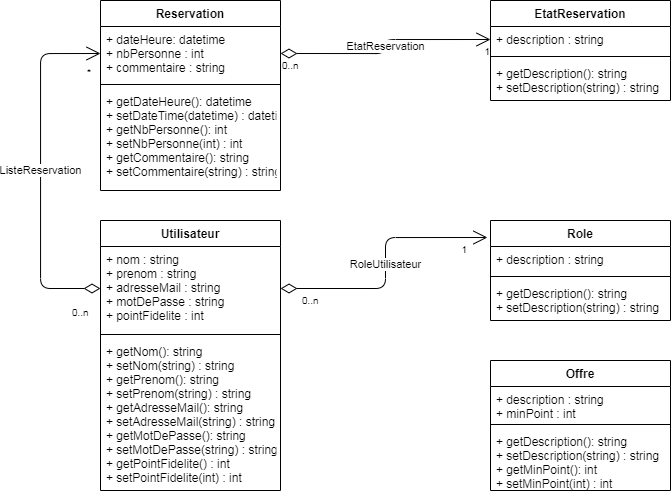 Reservation
+ dateHeure: datetime
+ nbPersonne : int
+ commentaire : string
+ getDateHeure(): datetime
+ setDateTime(datetime) : dateti
+ getNbPersonne(): int
+ setNbPersonne(int) : int
+ getCommentaire(): string
+ setCommentaire(string) : string
EtatReservation
+ description : string
+ getDescription(): string
+ setDescription(string) : string
EtatReservation
0..n
1
*
ListeReservation
0..n
Utilisateur
+ nom : string
+ prenom : string
+ adresseMail : string
+ motDePasse : string
+ pointFidelite : int
+ getNom(): string
+ setNom(string) : string
+ getPrenom(): string
+ setPrenom(string) : string
+ getAdresseMail(): string
+ setAdresseMail(string) : string
+ getMotDePasse(): string
+ setMotDePasse(string) : string
+ getPointFidelite() : int
+ setPointFidelite(int) : int
0..n
RoleUtilisateur
1
Role
+ description : string
+ getDescription(): string
+ setDescription(string) : string
Offre
+ description : string
+ minPoint : int
+ getDescription(): string
+ setDescription(string) : string
+ getMinPoint(): int
+ setMinPoint(int) : int